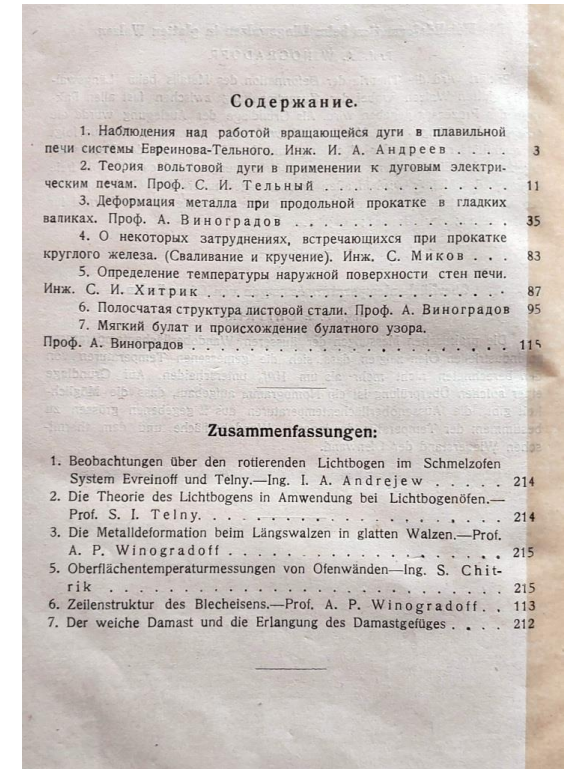 Содержание.
1. Наблюдения над работой вращающейся дуги в плавильной
печи системы Евреинова-Тельного. Инж. И. А. Андреев . . . . 3
2. Теория вольтовой дуги в применении к дуговым электри-
ческим печам. Проф. С. И. Тельный . . . . . . . . . . . 11
3. Деформация металла при продольной прокатке в гладких
валиках. Проф. А. Виноградов . . . . . . . . . . . . . 35
4. О некоторых затруднениях, встречающихся при прокатке
круглого железа. (Сваливание и кручение). Инж. С. Миков . . . 83
5. Определение температуры наружной поверхности стен печи.
Инж. С. И. Хитрик . . . . . . . . . . . . . . . . . . 87
6. Полосчатая структура листовой стали. Проф. А. Виноградов 95
7. Мягкий булат и происхождение булатного узора.
Проф. А. Виноградов . . . . . . . . . . . . . . . . . . 115
Zusammenfassungen:
1. Beobachtungen über den rotierenden Lichtbogen im Schmelzofen
System Evreinoff und Telny.—Ing. I. A. Andrejew . . . . . 214
2. Die Theorie des Lichtbogens in Amwendung bei Lichtbogenöfen.—
Prof. S. I. Telny. . . . . . . . . . . . . . . . . . . 214
3. Die Metalldeformation beim Längswalzen in glatten Walzen.—Prof.
A. P. Winogradoff . . . . . . . . . . . . . . . . . 215
5. Oberflächentemperaturmessungen von Ofenwänden—Ing. S. Chit-
rik . . . . . . . . . . . . . . . . . . . . . . . . 215
6. Zeilenstruktur des Blecheisens.—Prof. A. P. Winogradoff . . 113
7. Der weiche Damast und die Erlangung des Damastgefüges . . . . 212